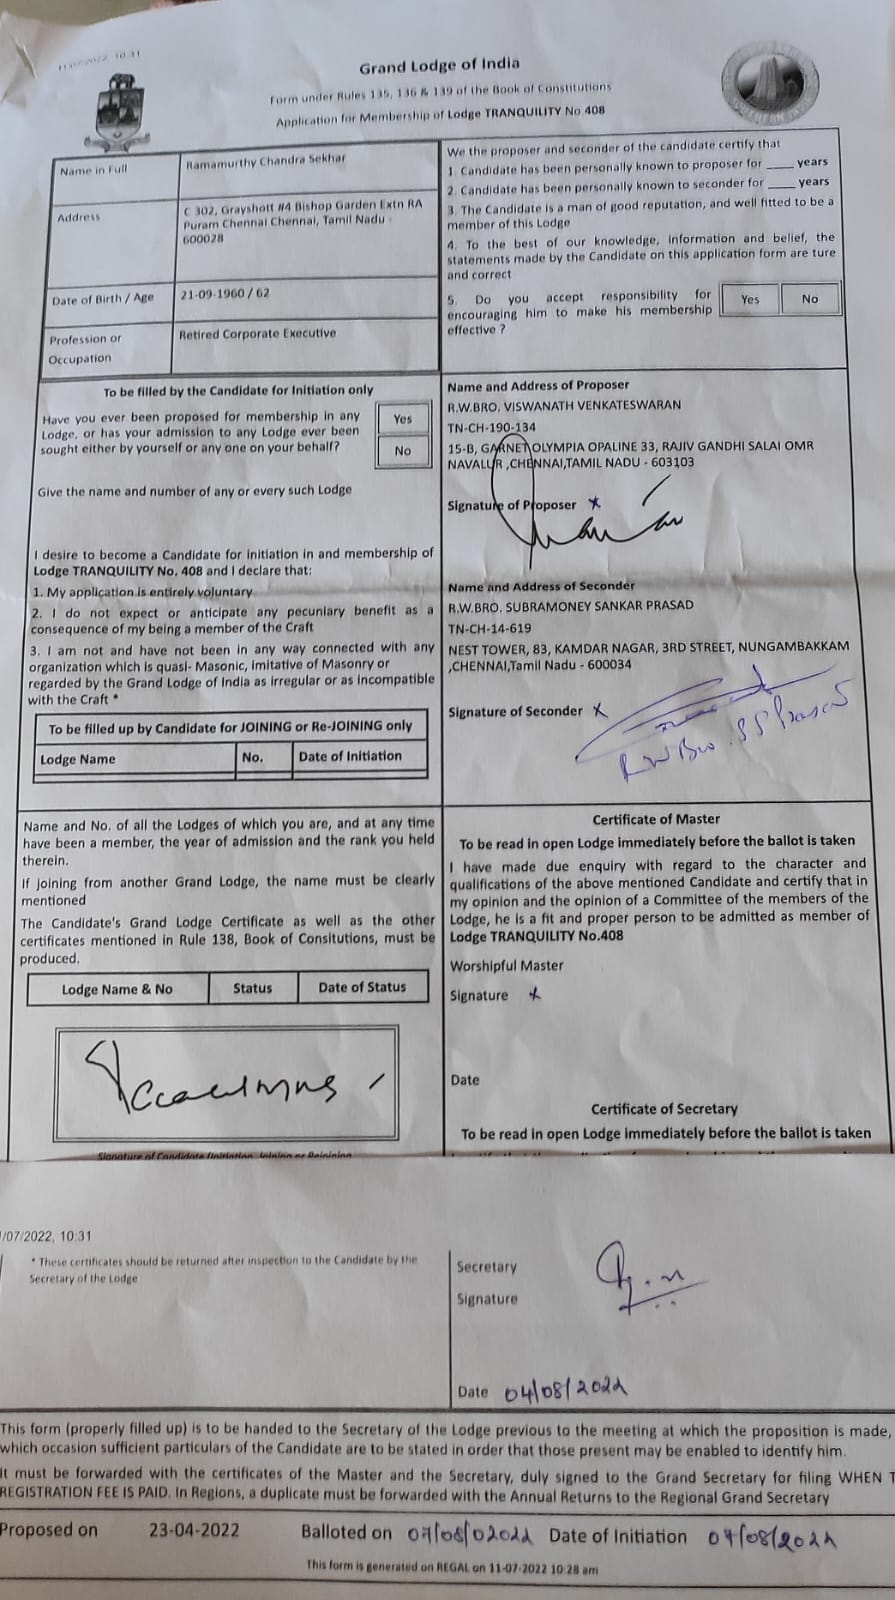 11/07/2022, 10:31
Grand Lodge of India
Form under Rules 135, 136 & 139 of the Book of Constitutions
Application for Membership of Lodge TRANQUILITY No 408
Name in Full
Ramamurthy Chandra Sekhar
Address
C 302, Grayshott #4 Bishop Garden Extn RA
Puram Chennai Chennai, Tamil Nadu -
600028
Date of Birth / Age
21-09-1960 / 62
Profession or
Occupation
Retired Corporate Executive
We the proposer and seconder of the candidate certify that
1. Candidate has been personally known to proposer for ____ years
2. Candidate has been personally known to seconder for ____ years
3. The Candidate is a man of good reputation, and well fitted to be a
member of this Lodge
4. To the best of our knowledge, information and belief, the
statements made by the Candidate on this application form are ture
and correct
5. Do you accept responsibility for
encouraging him to make his membership
effective ?
Yes
No
To be filled by the Candidate for Initiation only
Have you ever been proposed for membership in any
Lodge, or has your admission to any Lodge ever been
sought either by yourself or any one on your behalf?
Yes
No
Give the name and number of any or every such Lodge
I desire to become a Candidate for initiation in and membership of
Lodge TRANQUILITY No. 408 and I declare that:
1. My application is entirely voluntary
2. I do not expect or anticipate any pecuniary benefit as a
consequence of my being a member of the Craft
3. I am not and have not been in any way connected with any
organization which is quasi- Masonic, imitative of Masonry or
regarded by the Grand Lodge of India as irregular or as incompatible
with the Craft *
To be filled up by Candidate for JOINING or Re-JOINING only
Lodge Name
No.
Date of Initiation
Name and Address of Proposer
R.W.BRO. VISWANATH VENKATESWARAN
TN-CH-190-134
15-B, GARNET OLYMPIA OPALINE 33, RAJIV GANDHI SALAI OMR
NAVALUR ,CHENNAI,TAMIL NADU - 603103
Signature of Proposer
Name and Address of Seconder
R.W.BRO. SUBRAMONEY SANKAR PRASAD
TN-CH-14-619
NEST TOWER, 83, KAMDAR NAGAR, 3RD STREET, NUNGAMBAKKAM
,CHENNAI,Tamil Nadu - 600034
Signature of Seconder
RW Bro. SS Prasad
Name and No. of all the Lodges of which you are, and at any time
have been a member, the year of admission and the rank you held
therein.
If joining from another Grand Lodge, the name must be clearly
mentioned
The Candidate's Grand Lodge Certificate as well as the other
certificates mentioned in Rule 138, Book of Consitutions, must be
produced.
Lodge Name & No
Status
Date of Status
Signature of Candidate (Initiation, Joining or Rejoining
Certificate of Master
To be read in open Lodge immediately before the ballot is taken
I have made due enquiry with regard to the character and
qualifications of the above mentioned Candidate and certify that in
my opinion and the opinion of a Committee of the members of the
Lodge, he is a fit and proper person to be admitted as member of
Lodge TRANQUILITY No.408
Worshipful Master
Signature
Date
Certificate of Secretary
To be read in open Lodge immediately before the ballot is taken
/07/2022, 10:31
* These certificates should be returned after inspection to the Candidate by the
Secretary of the Lodge
Secretary
Signature
Date 04/08/2022
This form (properly filled up) is to be handed to the Secretary of the Lodge previous to the meeting at which the proposition is made,
which occasion sufficient particulars of the Candidate are to be stated in order that those present may be enabled to identify him.
It must be forwarded with the certificates of the Master and the Secretary, duly signed to the Grand Secretary for filing WHEN T
REGISTRATION FEE IS PAID. In Regions, a duplicate must be forwarded with the Annual Returns to the Regional Grand Secretary
Proposed on 23-04-2022 Balloted on 07/08/02022 Date of Initiation 07/08/2022
This form is generated on REGAL on 11-07-2022 10:28 am